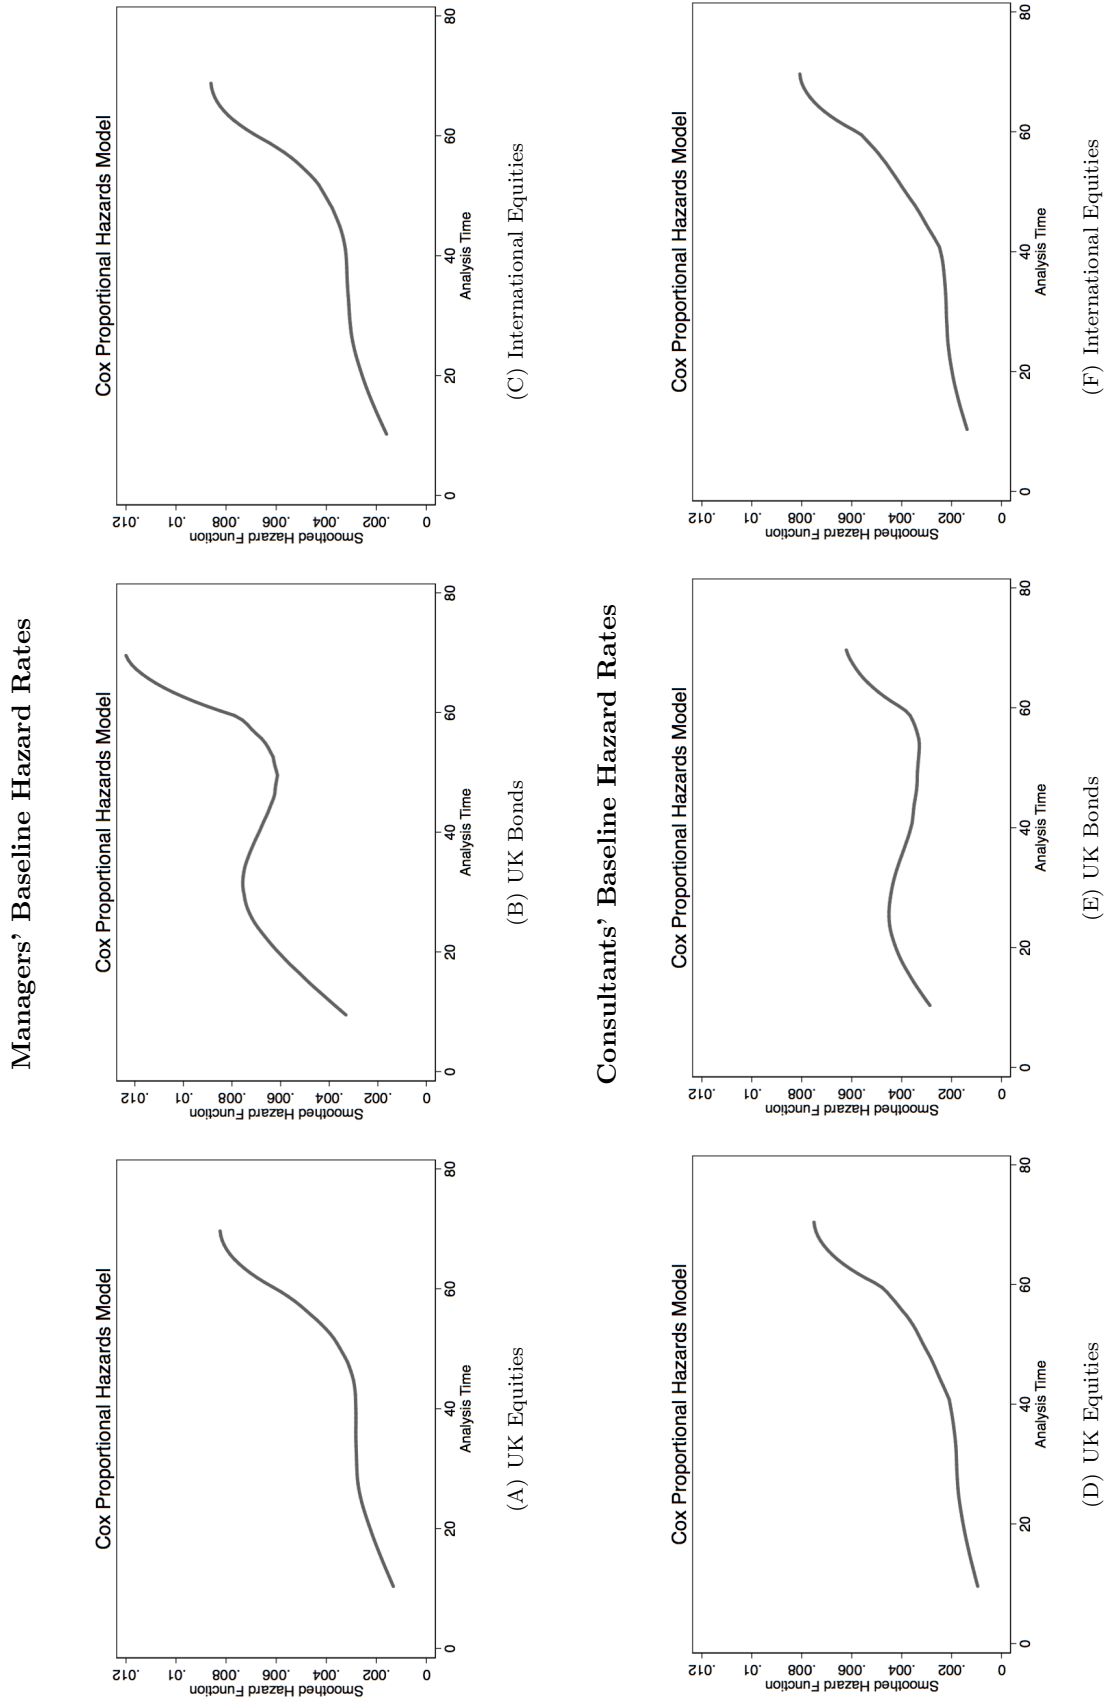 Managers' Baseline Hazard Rates
Cox Proportional Hazards Model
Smoothed Hazard Function
0 .002 .004 .006 .008 .01 .012
0 20 40 60 80
Analysis Time
(A) UK Equities
Cox Proportional Hazards Model
Smoothed Hazard Function
0 .002 .004 .006 .008 .01 .012
0 20 40 60 80
Analysis Time
(B) UK Bonds
Cox Proportional Hazards Model
Smoothed Hazard Function
0 .002 .004 .006 .008 .01 .012
0 20 40 60 80
Analysis Time
(C) International Equities
Consultants' Baseline Hazard Rates
Cox Proportional Hazards Model
Smoothed Hazard Function
0 .002 .004 .006 .008 .01 .012
0 20 40 60 80
Analysis Time
(D) UK Equities
Cox Proportional Hazards Model
Smoothed Hazard Function
0 .002 .004 .006 .008 .01 .012
0 20 40 60 80
Analysis Time
(E) UK Bonds
Cox Proportional Hazards Model
Smoothed Hazard Function
0 .002 .004 .006 .008 .01 .012
0 20 40 60 80
Analysis Time
(F) International Equities